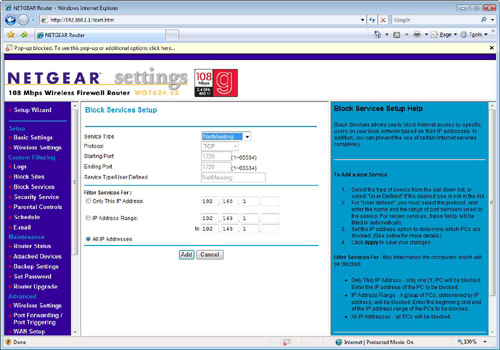 NETGEAR Router - Windows Internet Explorer
http://192.168.1.1/start.htm
Google
NETGEAR Router
Page
Tools
Pop-up blocked. To see this pop-up or additional options click here...
NETGEAR settings
108 Mbps Wireless Firewall Router WGT624 v3
108 Mbps
2.4 GHz
802.11
g
Setup Wizard
Setup
Basic Settings
Wireless Settings
Content Filtering
Logs
Block Sites
Block Services
Security Service
Parental Controls
Schedule
E-mail
Maintenance
Router Status
Attached Devices
Backup Settings
Set Password
Router Upgrade
Advanced
Wireless Settings
Port Forwarding /
Port Triggering
WAN Setup
Block Services Setup
Service Type NetMeeting
Protocol TCP
Starting Port 1720 (1~65534)
Ending Port 1720 (1~65534)
Service Type/User Defined NetMeeting
Filter Services For :
Only This IP Address: 192 . 168 . 1 .
IP Address Range: 192 . 168 . 1 .
to 192 . 168 . 1 .
All IP Addresses
Add Cancel
Block Services Setup Help
Block Services allows you to block Internet access by specific
users on your local network based on their IP addresses. In
addition, you can prevent the use of certain Internet services
completely.
To Add a new Service
1. Select the type of service from the pull down list, or
select 'User Defined' if the desired type is not in the list.
2. For 'User defined', you must select the protocol, and
enter the name and the range of port numbers used by
the service. For known services, these fields will be
filled in automatically.
3. Set the IP address option to determine which PCs are
blocked. (See below for more details.)
4. Click Apply to save your changes.
Filter Services For - this determines the computers which will
be blocked.
Only This IP Address - only one (1) PC will be blocked.
Enter the IP address of the PC to be blocked.
IP Address Range - A group of PCs, determined by IP
address, will be blocked. Enter the beginning and end
of the IP address range of the PCs to be blocked.
All IP Addresses - all PCs will be blocked.
Done
Internet | Protected Mode: On
100%